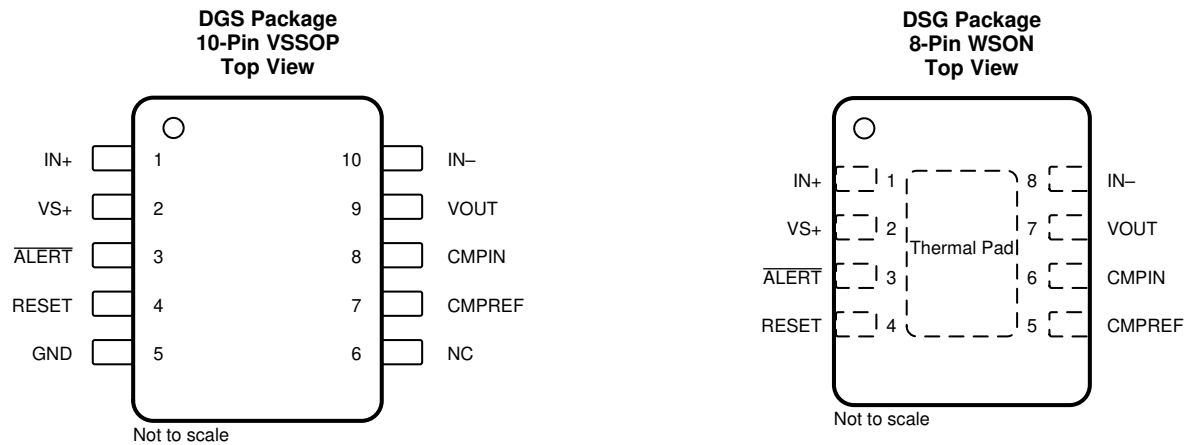 DGS Package
10-Pin VSSOP
Top View
IN+ 1 10 IN–
VS+ 2 9 VOUT
ALERT 3 8 CMPIN
RESET 4 7 CMPREF
GND 5 6 NC
Not to scale
DSG Package
8-Pin WSON
Top View
IN+ 1 8 IN–
VS+ 2 7 VOUT
Thermal Pad
ALERT 3 6 CMPIN
RESET 4 5 CMPREF
Not to scale